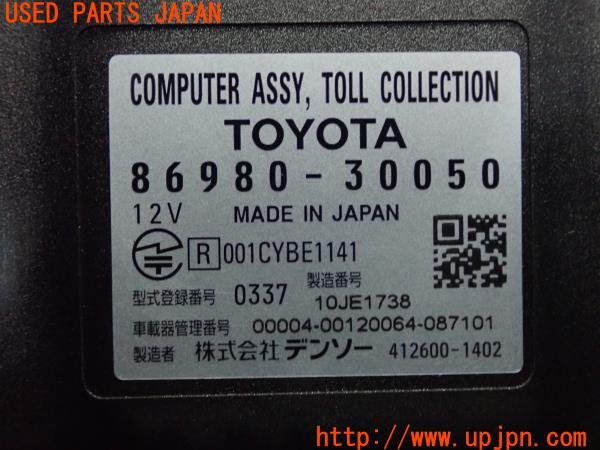 USED PARTS JAPAN
COMPUTER ASSY, TOLL COLLECTION
TOYOTA
86980-30050
12V MADE IN JAPAN
R 001CYBE1141
型式登録番号 0337 製造番号 10JE1738
車載器管理番号 00004-00120064-087101
製造者 株式会社 デンソー 412600-1402
http://www.upjpn.com